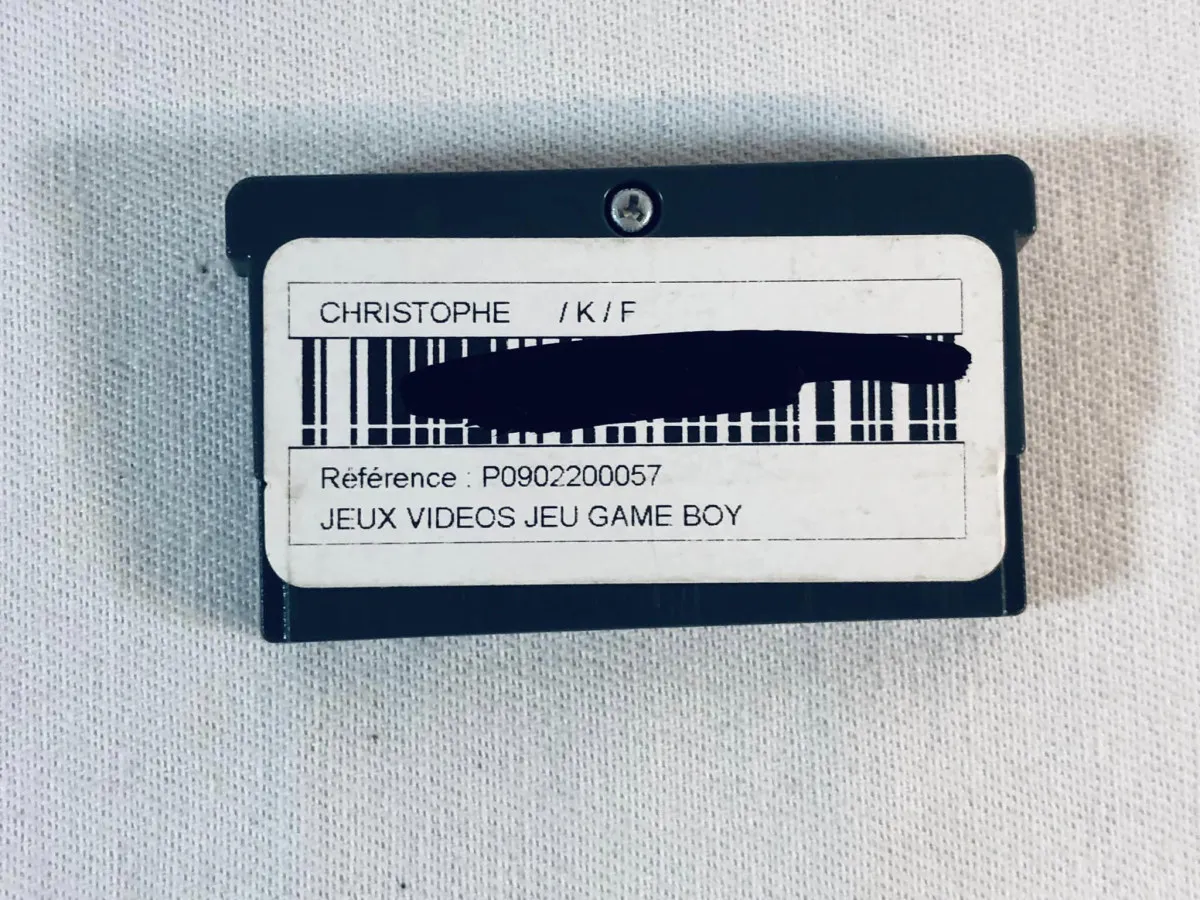 CHRISTOPHE / K / F
Référence : P0902200057
JEUX VIDEOS JEU GAME BOY